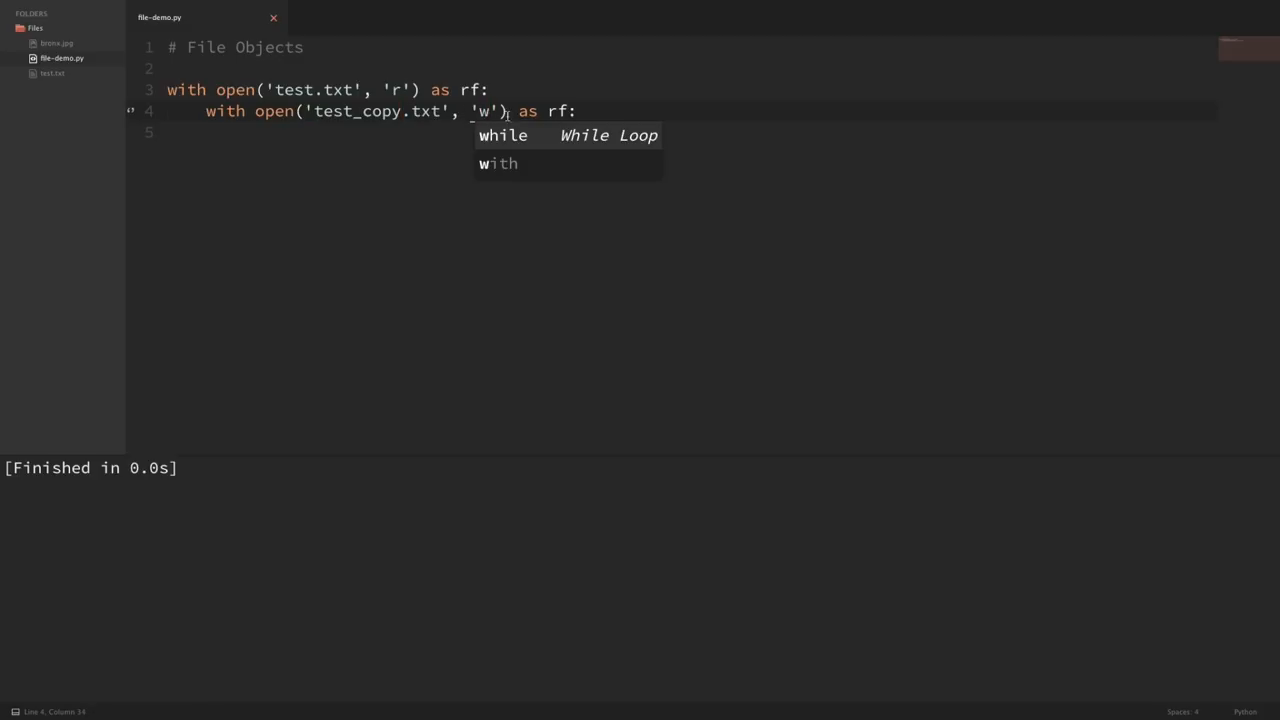 FOLDERS
Files
bronx.jpg
file-demo.py
test.txt
file-demo.py
1 # File Objects
2
3 with open('test.txt', 'r') as rf:
4 with open('test_copy.txt', 'w') as rf:
5
while While Loop
with
[Finished in 0.0s]
Line 4, Column 34
Spaces: 4
Python